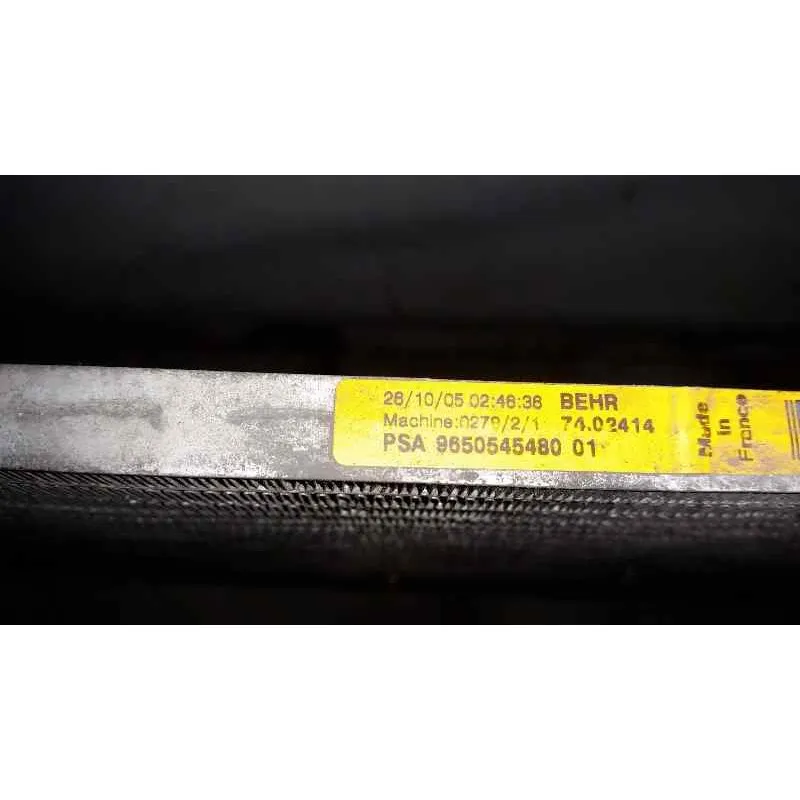 28/10/05 02:46:36 BEHR
Machine:0279/2/1 74.02414
PSA 9650545480 01
Made
in
France